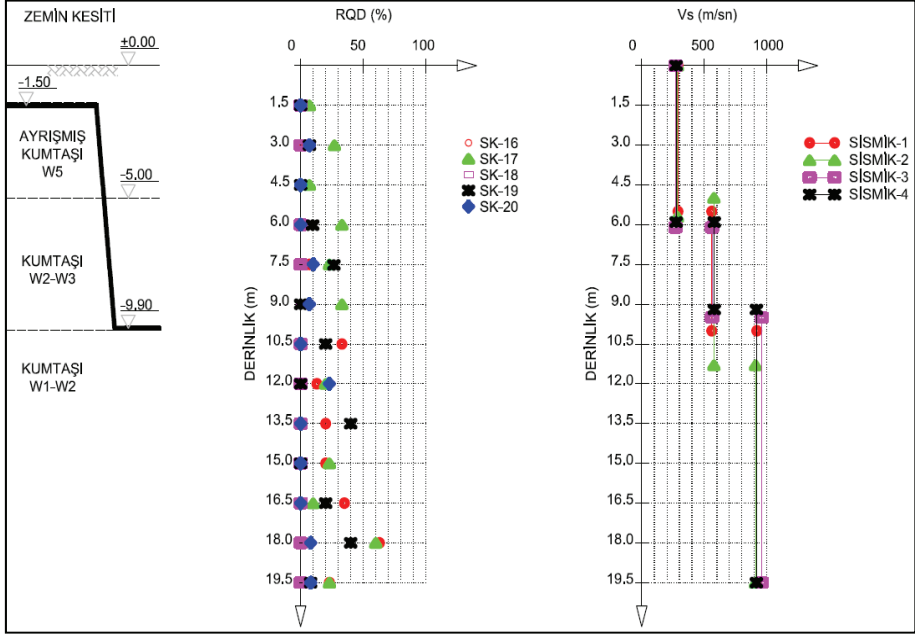 ZEMİN KESİTİ
±0.00
-1.50
AYRIŞMIŞ
KUMTAŞI
W5
-5.00
KUMTAŞI
W2-W3
-9.90
KUMTAŞI
W1-W2
RQD (%)
0 50 100
DERİNLİK (m)
1.5
3.0
4.5
6.0
7.5
9.0
10.5
12.0
13.5
15.0
16.5
18.0
19.5
SK-16
SK-17
SK-18
SK-19
SK-20
Vs (m/sn)
0 500 1000
DERİNLİK (m)
1.5
3.0
4.5
6.0
7.5
9.0
10.5
12.0
13.5
15.0
16.5
18.0
19.5
SİSMİK-1
SİSMİK-2
SİSMİK-3
SİSMİK-4